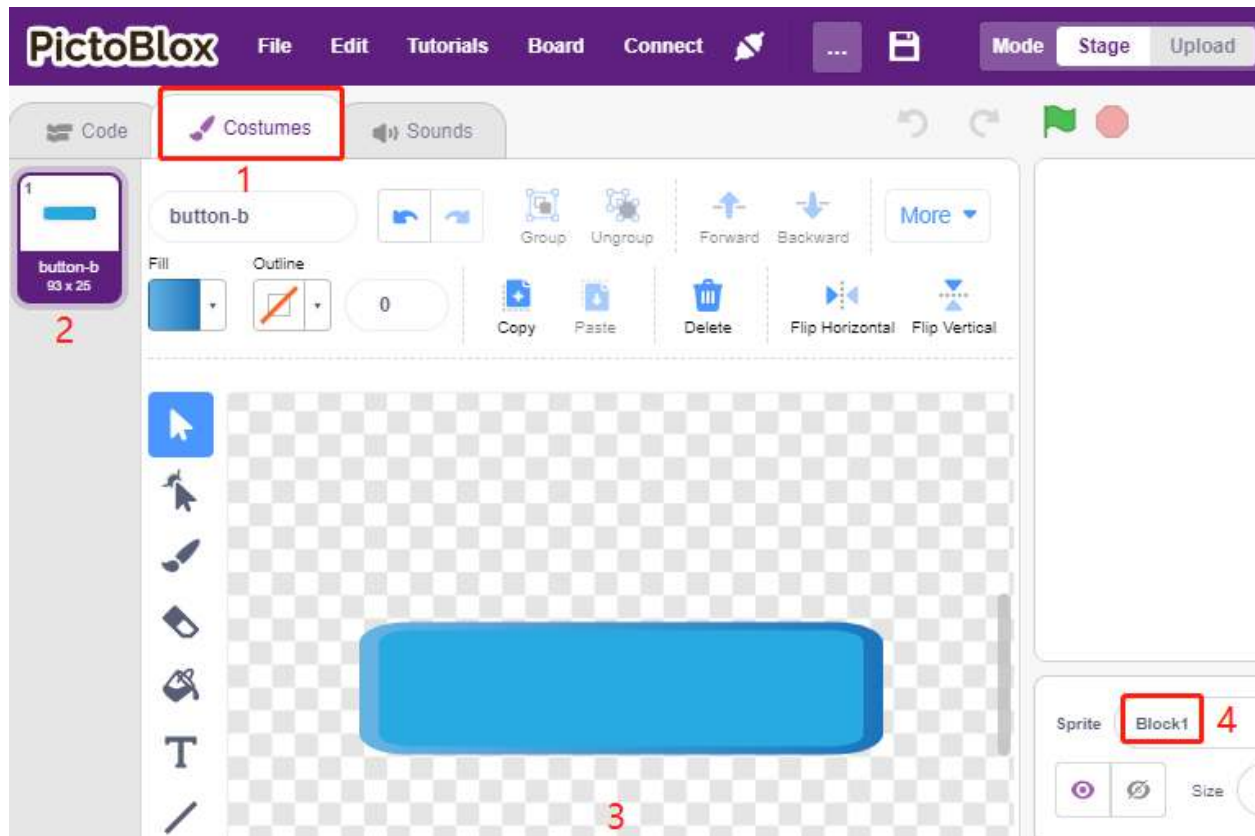 PictoBlox File Edit Tutorials Board Connect ... Mode Stage Upload
Code Costumes Sounds
1
1
button-b
93 x 25
2
button-b Group Ungroup Forward Backward More
Fill Outline
0 Copy Paste Delete Flip Horizontal Flip Vertical
T
3
Sprite Block1 4
Size